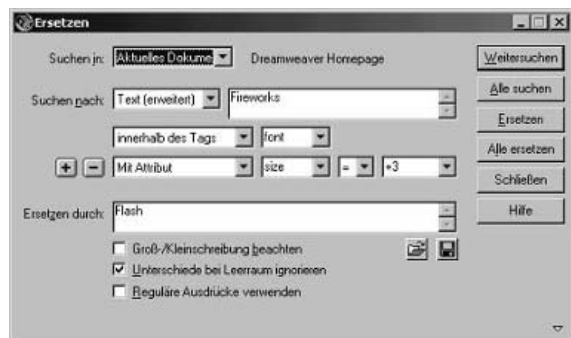 Ersetzen
Suchen in: Aktuelles Dokume Dreamweaver Homepage
Weitersuchen
Alle suchen
Suchen nach: Text (erweitert) Fireworks
Ersetzen
innerhalb des Tags font
Alle ersetzen
+ − Mit Attribut size = +3
Schließen
Ersetzen durch: Flash
Hilfe
Groß-/Kleinschreibung beachten
Unterschiede bei Leerraum ignorieren
Reguläre Ausdrücke verwenden